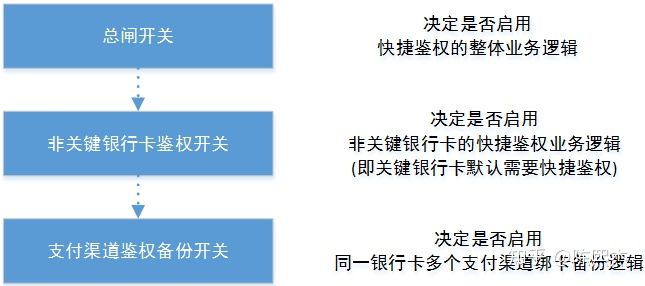 总闸开关
决定是否启用
快捷鉴权的整体业务逻辑
非关键银行卡鉴权开关
决定是否启用
非关键银行卡的快捷鉴权业务逻辑
(即关键银行卡默认需要快捷鉴权)
支付渠道鉴权备份开关
决定是否启用
同一银行卡多个支付渠道绑卡备份逻辑